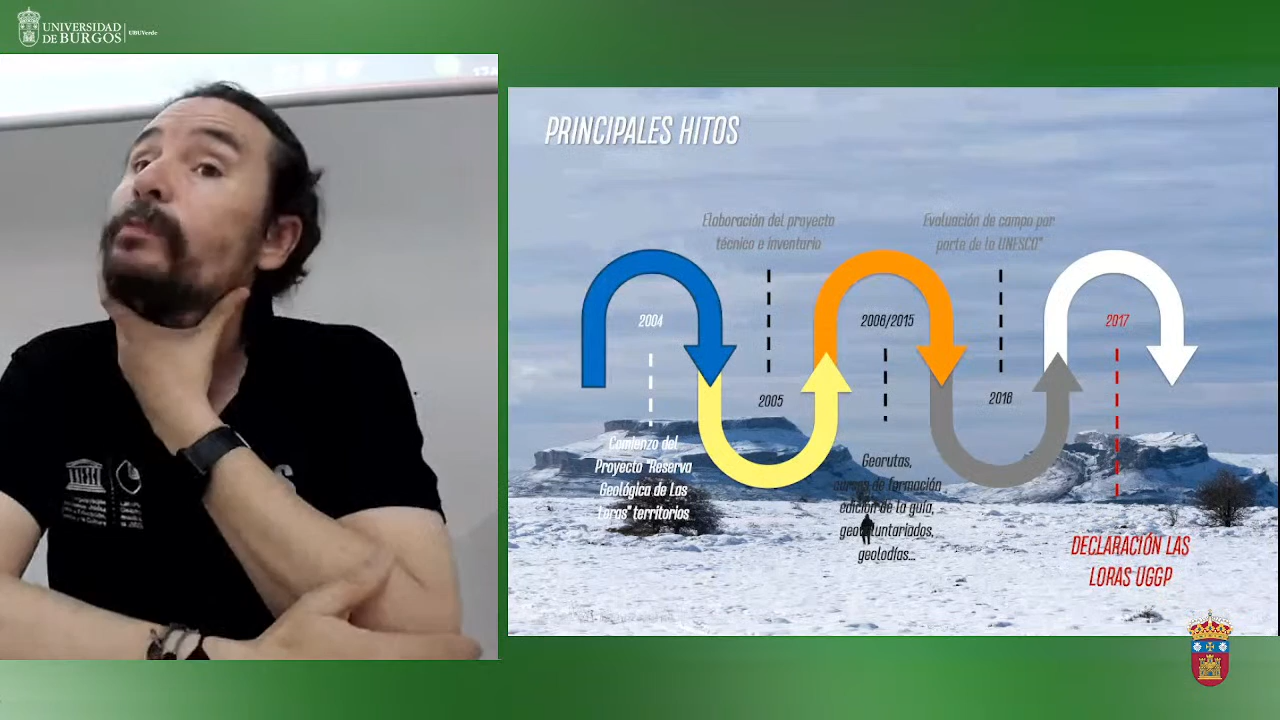 UNIVERSIDAD
DE BURGOS
UBUVerde
PRINCIPALES HITOS
Elaboración del proyecto
técnico e inventario
Evaluación de campo por
parte de la UNESCO"
2004
2005
2006/2015
2016
2017
Comienzo del
Proyecto "Reserva
Geológica de Las
Loras" territorios
Georutas,
cursos de formación
edición de la guía,
geovoluntariados,
geolodías...
DECLARACIÓN LAS
LORAS UGGP